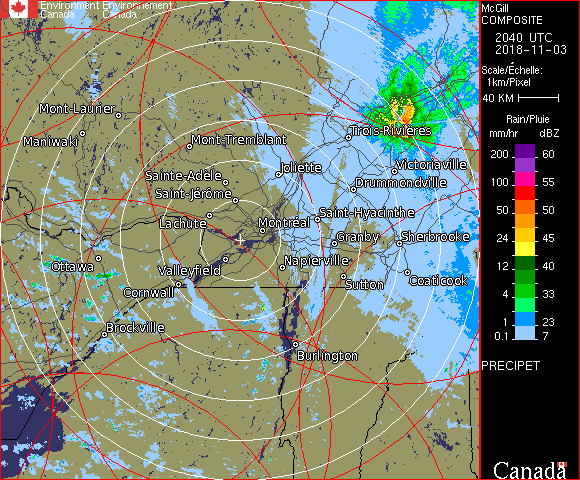 Environment Environnement
Canada Canada
Mont-Laurier
Maniwaki
Mont-Tremblant
Trois-Rivières
Joliette
Victoriaville
Sainte-Adèle
Drummondville
Saint-Jérôme
Saint-Hyacinthe
Lachute
Montréal
Granby
Sherbrooke
Ottawa
Valleyfield
Napierville
Sutton
Coaticook
Cornwall
Brockville
Burlington
McGill
COMPOSITE
2040 UTC
2018-11-03
Scale/Échelle:
1km/Pixel
40 KM
Rain/Pluie
mm/hr dBZ
200 60
100 55
50 50
24 45
12 40
4 33
1 23
0.1 7
PRECIPET
Canada